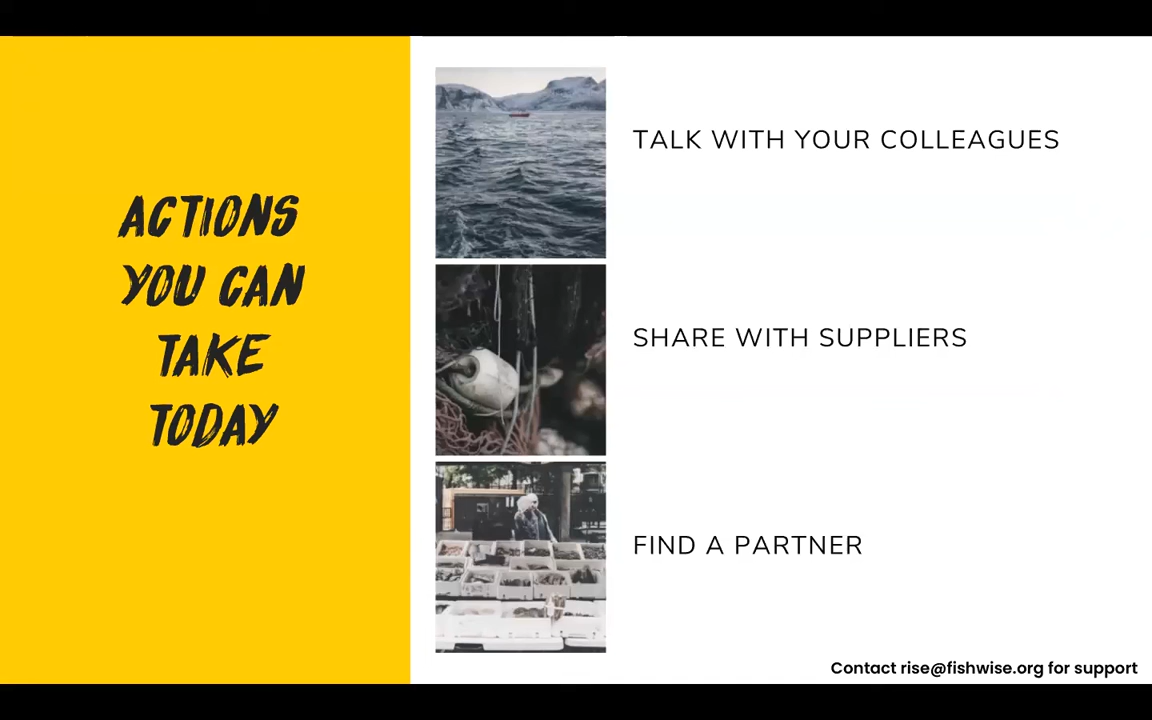 ACTIONS
YOU CAN
TAKE
TODAY
TALK WITH YOUR COLLEAGUES
SHARE WITH SUPPLIERS
FIND A PARTNER
Contact rise@fishwise.org for support